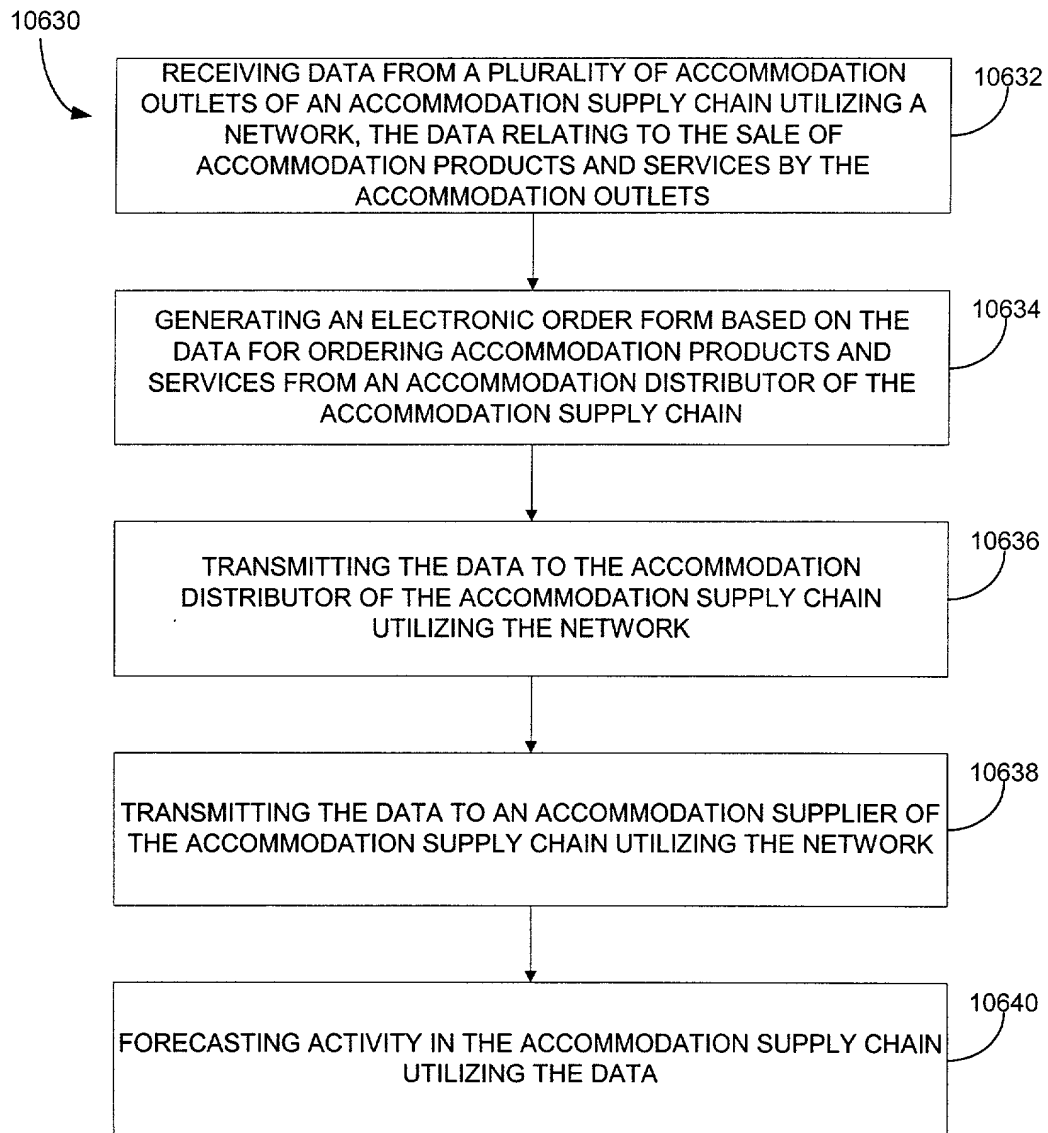 10630
RECEIVING DATA FROM A PLURALITY OF ACCOMMODATION
OUTLETS OF AN ACCOMMODATION SUPPLY CHAIN UTILIZING A
NETWORK, THE DATA RELATING TO THE SALE OF
ACCOMMODATION PRODUCTS AND SERVICES BY THE
ACCOMMODATION OUTLETS
10632
GENERATING AN ELECTRONIC ORDER FORM BASED ON THE
DATA FOR ORDERING ACCOMMODATION PRODUCTS AND
SERVICES FROM AN ACCOMMODATION DISTRIBUTOR OF THE
ACCOMMODATION SUPPLY CHAIN
10634
TRANSMITTING THE DATA TO THE ACCOMMODATION
DISTRIBUTOR OF THE ACCOMMODATION SUPPLY CHAIN
UTILIZING THE NETWORK
10636
TRANSMITTING THE DATA TO AN ACCOMMODATION SUPPLIER OF
THE ACCOMMODATION SUPPLY CHAIN UTILIZING THE NETWORK
10638
FORECASTING ACTIVITY IN THE ACCOMMODATION SUPPLY CHAIN
UTILIZING THE DATA
10640